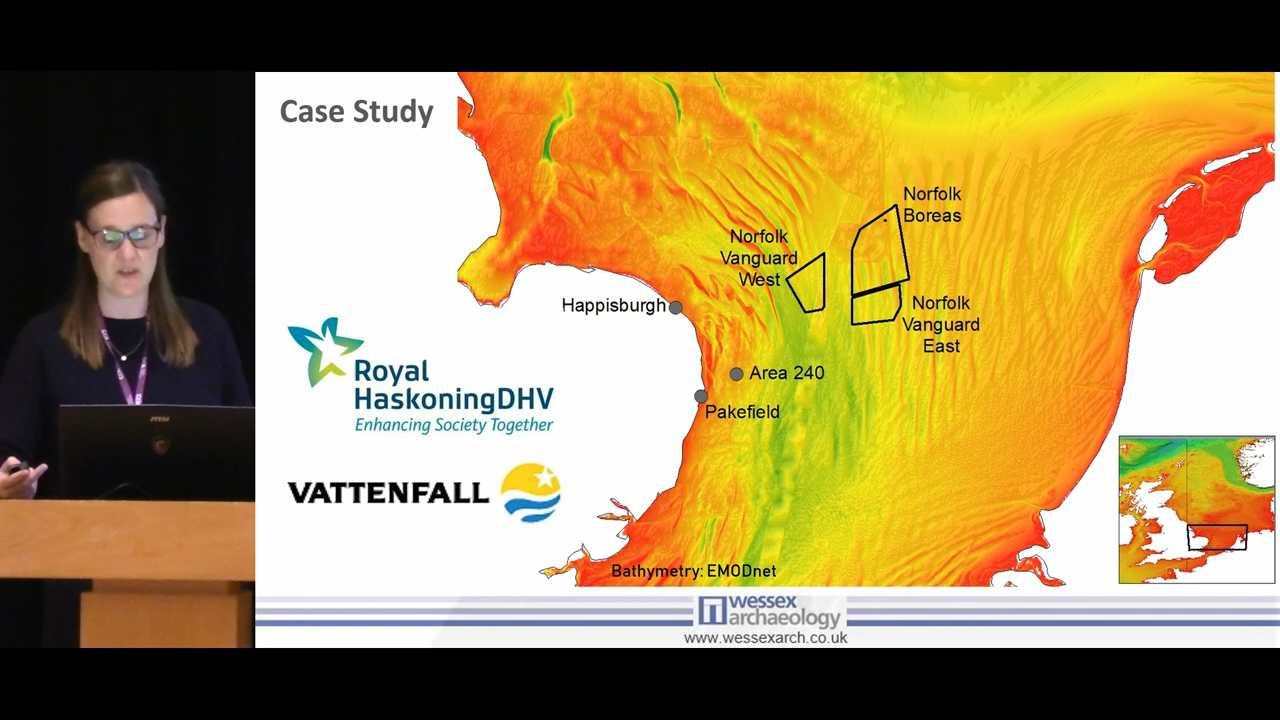 Case Study
Norfolk
Boreas
Norfolk
Vanguard
West
Happisburgh
Norfolk
Vanguard
East
Area 240
Pakefield
Royal
HaskoningDHV
Enhancing Society Together
VATTENFALL
Bathymetry: EMODnet
wessex
archaeology
www.wessexarch.co.uk
msi